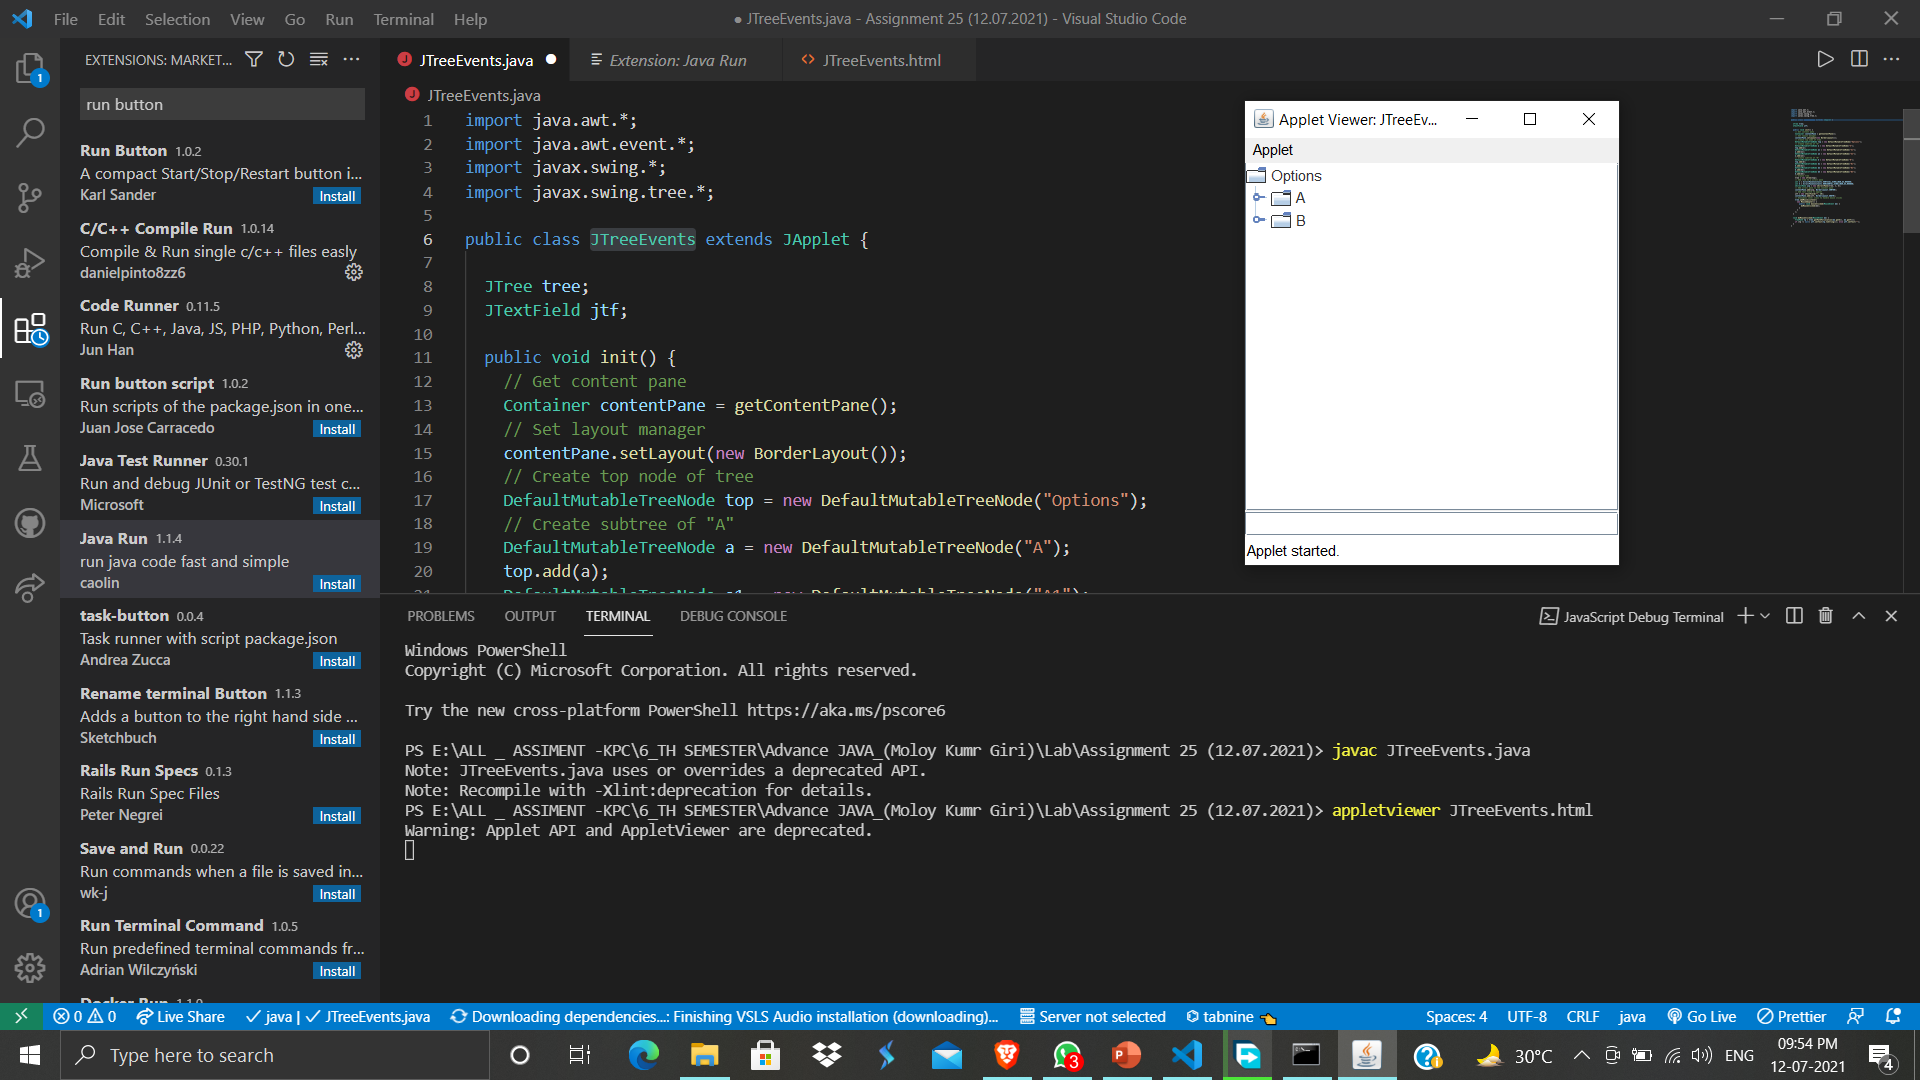 File Edit Selection View Go Run Terminal Help
● JTreeEvents.java - Assignment 25 (12.07.2021) - Visual Studio Code
EXTENSIONS: MARKET...
run button
Run Button 1.0.2
A compact Start/Stop/Restart button i...
Karl Sander
Install
C/C++ Compile Run 1.0.14
Compile & Run single c/c++ files easly
danielpinto8zz6
Code Runner 0.11.5
Run C, C++, Java, JS, PHP, Python, Perl...
Jun Han
Run button script 1.0.2
Run scripts of the package.json in one...
Juan Jose Carracedo
Install
Java Test Runner 0.30.1
Run and debug JUnit or TestNG test c...
Microsoft
Install
Java Run 1.1.4
run java code fast and simple
caolin
Install
task-button 0.0.4
Task runner with script package.json
Andrea Zucca
Install
Rename terminal Button 1.1.3
Adds a button to the right hand side ...
Sketchbuch
Install
Rails Run Specs 0.1.3
Rails Run Spec Files
Peter Negrei
Install
Save and Run 0.0.22
Run commands when a file is saved in...
wk-j
Install
Run Terminal Command 1.0.5
Run predefined terminal commands fr...
Adrian Wilczyński
Install
JTreeEvents.java
Extension: Java Run
JTreeEvents.html
JTreeEvents.java
1 import java.awt.*;
2 import java.awt.event.*;
3 import javax.swing.*;
4 import javax.swing.tree.*;
5
6 public class JTreeEvents extends JApplet {
7
8 JTree tree;
9 JTextField jtf;
10
11 public void init() {
12 // Get content pane
13 Container contentPane = getContentPane();
14 // Set layout manager
15 contentPane.setLayout(new BorderLayout());
16 // Create top node of tree
17 DefaultMutableTreeNode top = new DefaultMutableTreeNode("Options");
18 // Create subtree of "A"
19 DefaultMutableTreeNode a = new DefaultMutableTreeNode("A");
20 top.add(a);
21 DefaultMutableTreeNode a1 = new DefaultMutableTreeNode("A1");
Applet Viewer: JTreeEv...
Applet
Options
A
B
Applet started.
PROBLEMS OUTPUT TERMINAL DEBUG CONSOLE
JavaScript Debug Terminal
Windows PowerShell
Copyright (C) Microsoft Corporation. All rights reserved.
Try the new cross-platform PowerShell https://aka.ms/pscore6
PS E:\ALL _ ASSIMENT -KPC\6_TH SEMESTER\Advance JAVA_(Moloy Kumr Giri)\Lab\Assignment 25 (12.07.2021)> javac JTreeEvents.java
Note: JTreeEvents.java uses or overrides a deprecated API.
Note: Recompile with -Xlint:deprecation for details.
PS E:\ALL _ ASSIMENT -KPC\6_TH SEMESTER\Advance JAVA_(Moloy Kumr Giri)\Lab\Assignment 25 (12.07.2021)> appletviewer JTreeEvents.html
Warning: Applet API and AppletViewer are deprecated.
0 0 Live Share java | JTreeEvents.java Downloading dependencies...: Finishing VSLS Audio installation (downloading)... Server not selected tabnine
Spaces: 4 UTF-8 CRLF java Go Live Prettier
Type here to search
3
30°C ENG
09:54 PM
12-07-2021
4